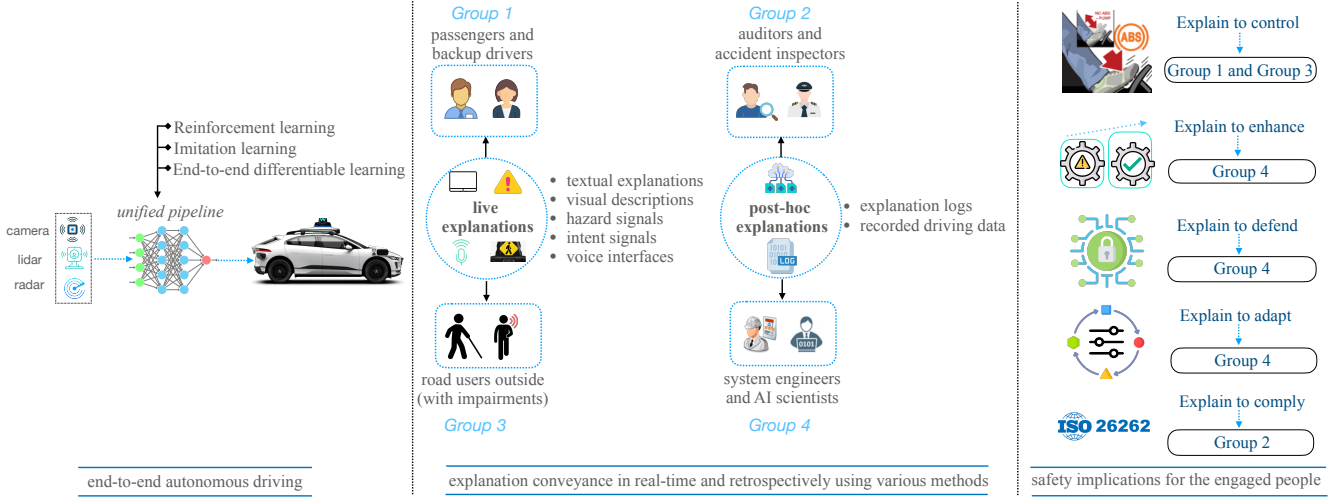 Reinforcement learning
Imitation learning
End-to-end differentiable learning
unified pipeline
camera
lidar
radar
end-to-end autonomous driving
Group 1
passengers and
backup drivers
live
explanations
textual explanations
visual descriptions
hazard signals
intent signals
voice interfaces
road users outside
(with impairments)
Group 3
Group 2
auditors and
accident inspectors
post-hoc
explanations
LOG
explanation logs
recorded driving data
0101
system engineers
and AI scientists
Group 4
explanation conveyance in real-time and retrospectively using various methods
NO ABS
= PUMP
ABS
Explain to control
Group 1 and Group 3
Explain to enhance
Group 4
Explain to defend
Group 4
Explain to adapt
Group 4
ISO 26262
Explain to comply
Group 2
safety implications for the engaged people